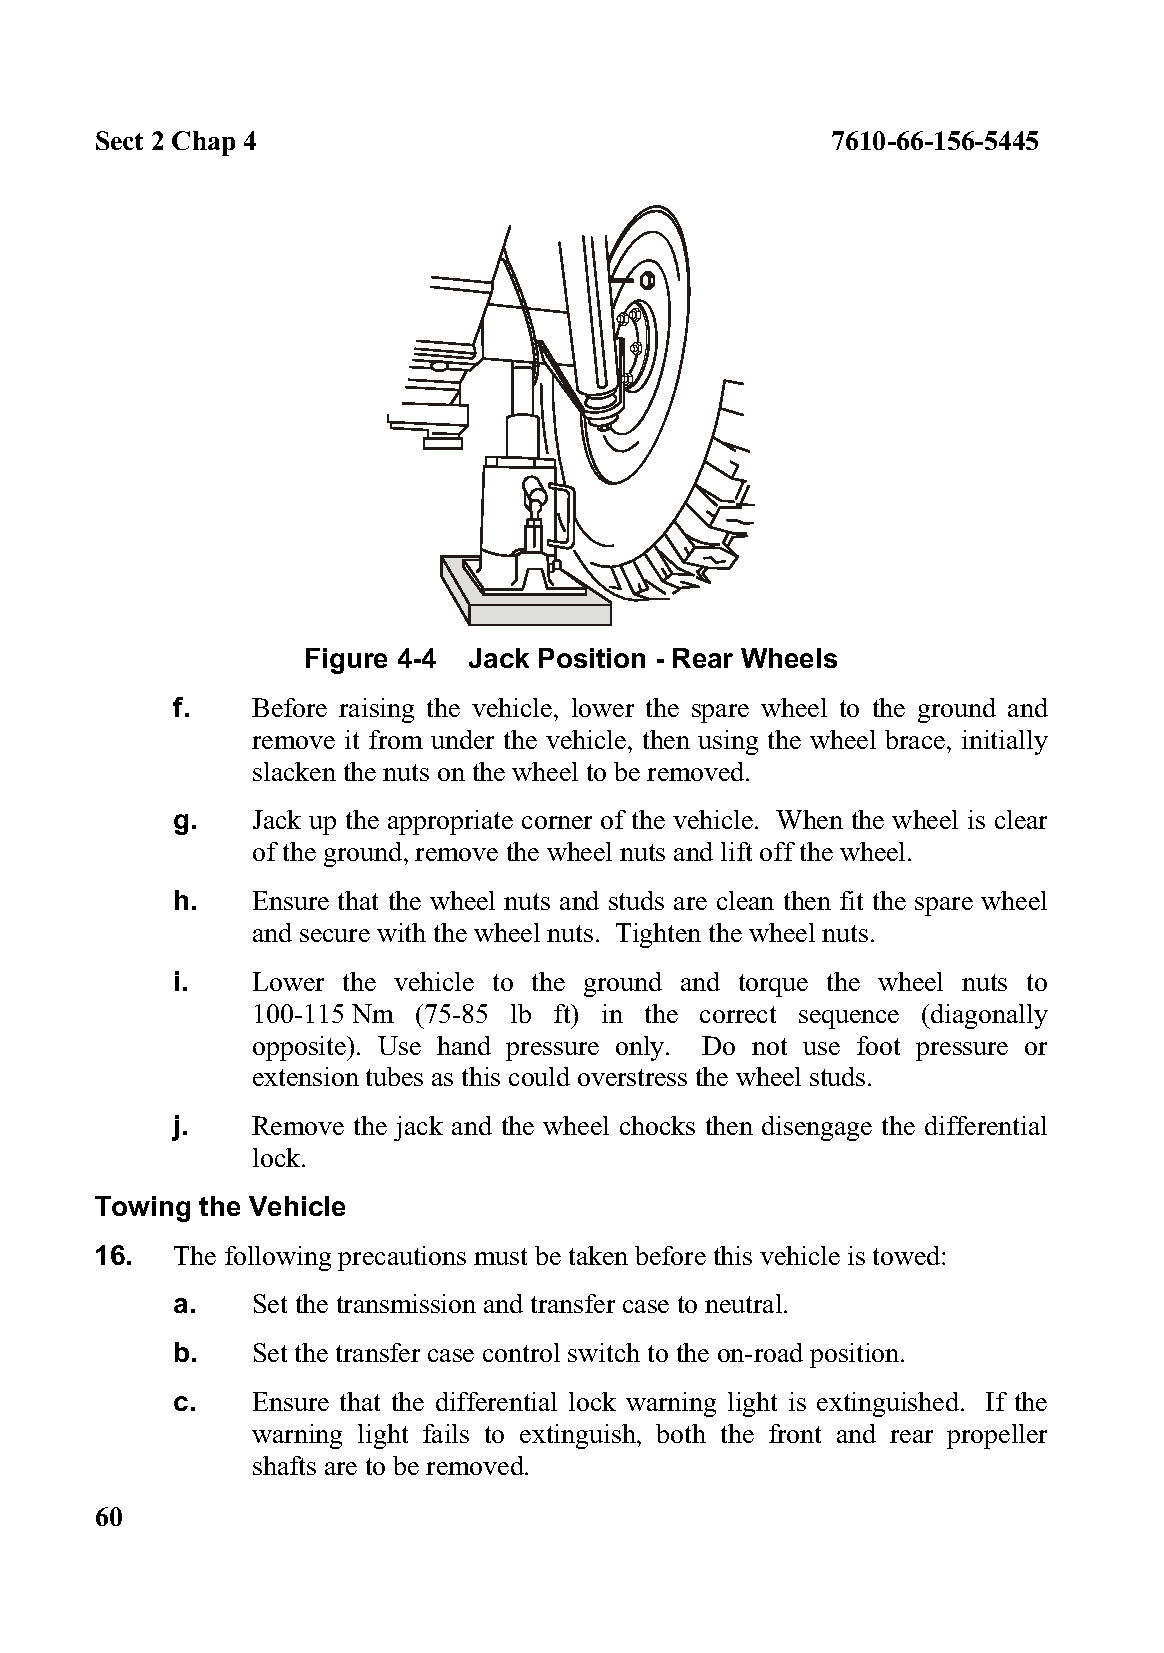 Sect 2 Chap 4 7610-66-156-5445
Figure 4-4 Jack Position - Rear Wheels
f. Before raising the vehicle, lower the spare wheel to the ground and
remove it from under the vehicle, then using the wheel brace, initially
slacken the nuts on the wheel to be removed.
g. Jack up the appropriate corner of the vehicle. When the wheel is clear
of the ground, remove the wheel nuts and lift off the wheel.
h. Ensure that the wheel nuts and studs are clean then fit the spare wheel
and secure with the wheel nuts. Tighten the wheel nuts.
i. Lower the vehicle to the ground and torque the wheel nuts to
100-115 Nm (75-85 lb ft) in the correct sequence (diagonally
opposite). Use hand pressure only. Do not use foot pressure or
extension tubes as this could overstress the wheel studs.
j. Remove the jack and the wheel chocks then disengage the differential
lock.
Towing the Vehicle
16. The following precautions must be taken before this vehicle is towed:
a. Set the transmission and transfer case to neutral.
b. Set the transfer case control switch to the on-road position.
c. Ensure that the differential lock warning light is extinguished. If the
warning light fails to extinguish, both the front and rear propeller
shafts are to be removed.
60